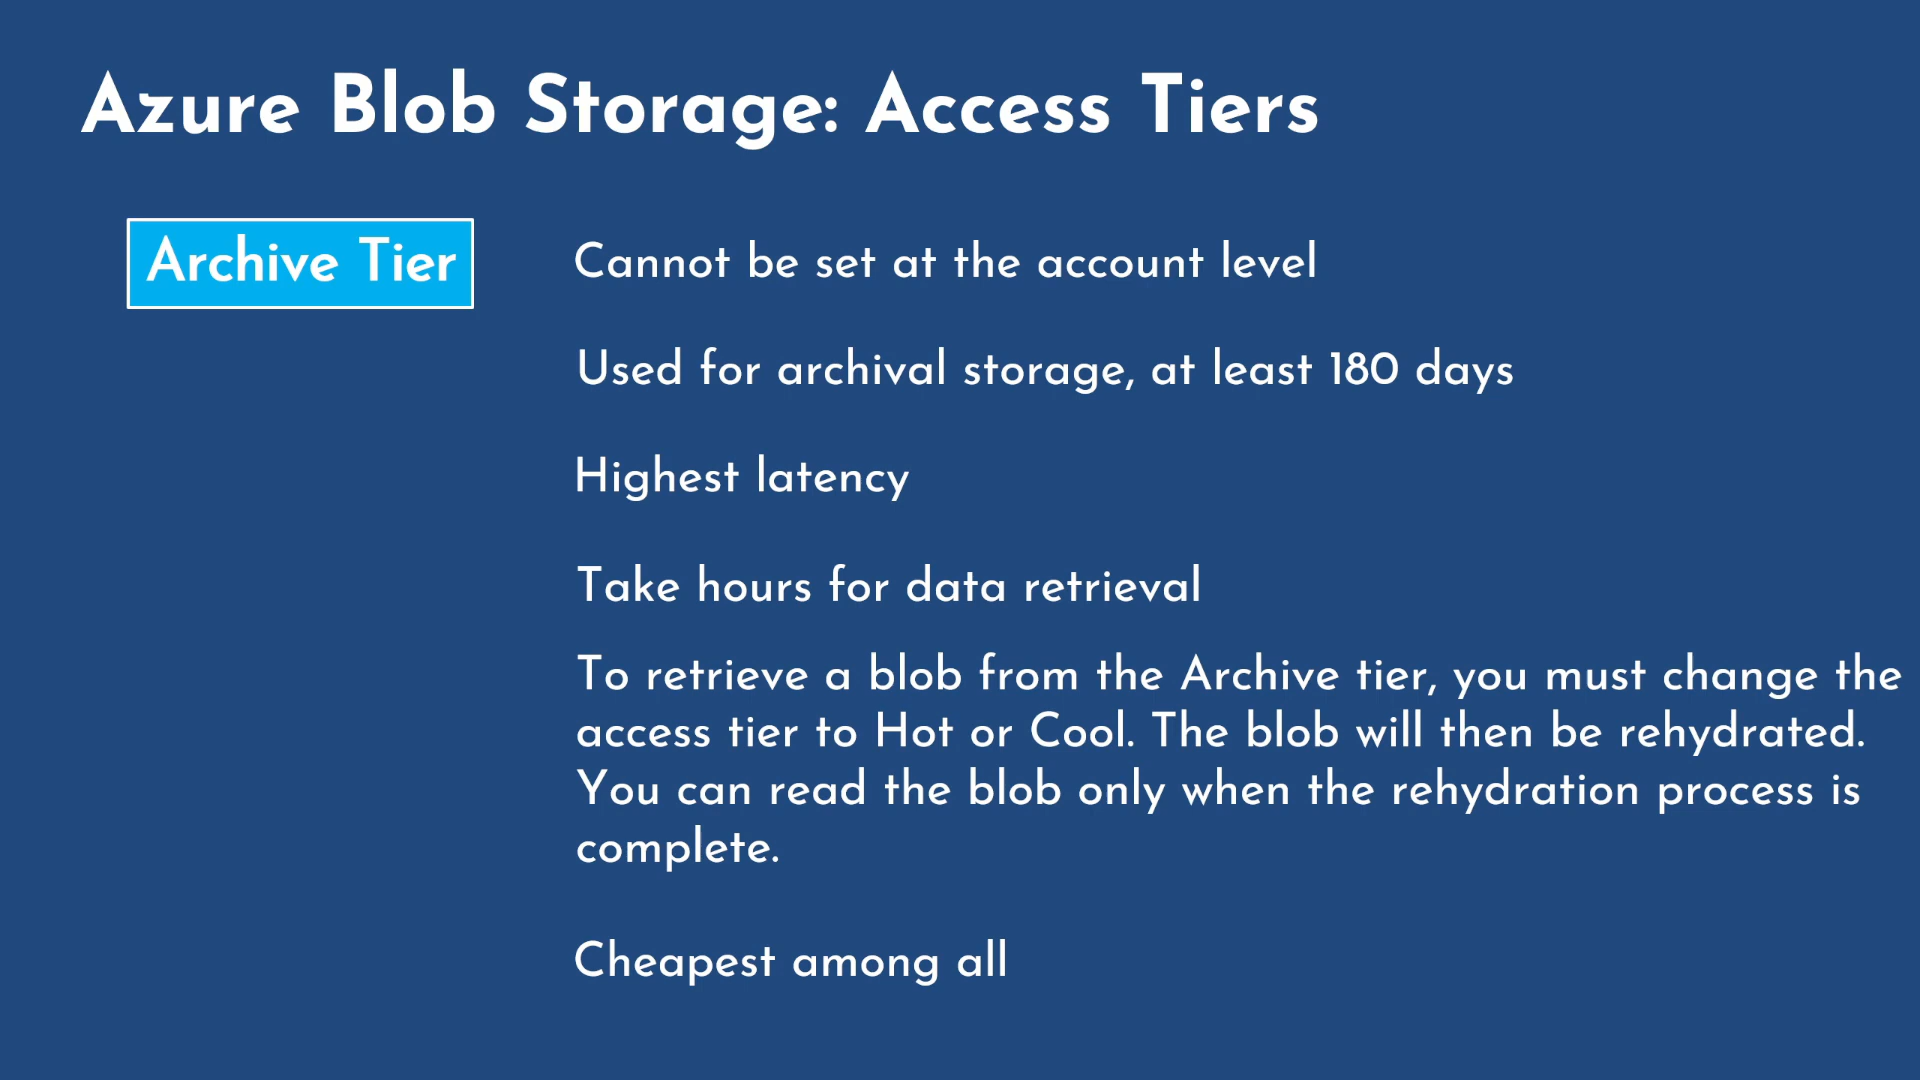 Azure Blob Storage: Access Tiers
Archive Tier
Cannot be set at the account level
Used for archival storage, at least 180 days
Highest latency
Take hours for data retrieval
To retrieve a blob from the Archive tier, you must change the
access tier to Hot or Cool. The blob will then be rehydrated.
You can read the blob only when the rehydration process is
complete.
Cheapest among all